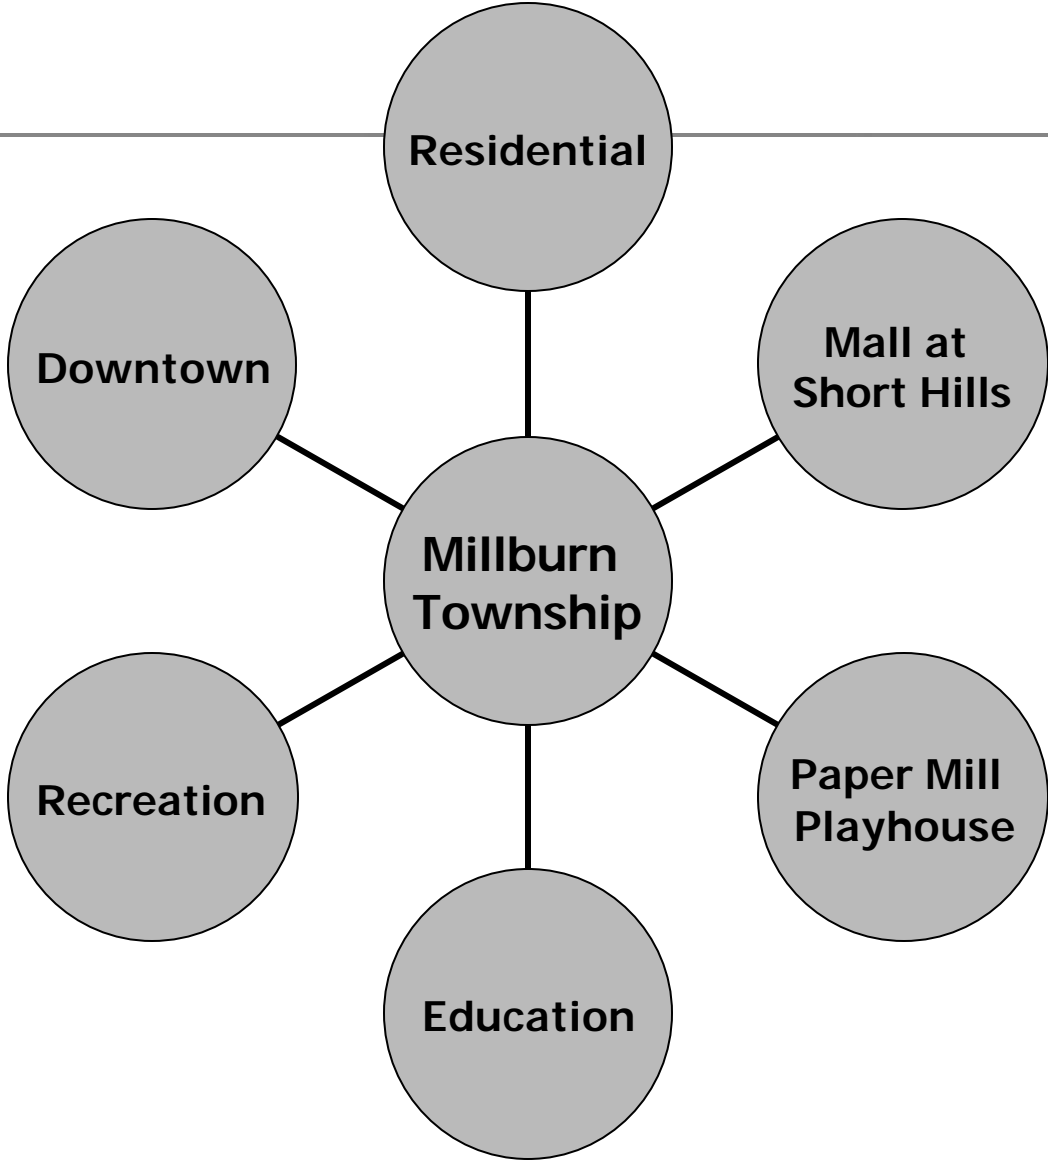 Residential
Downtown
Mall at
Short Hills
Millburn
Township
Recreation
Paper Mill
Playhouse
Education